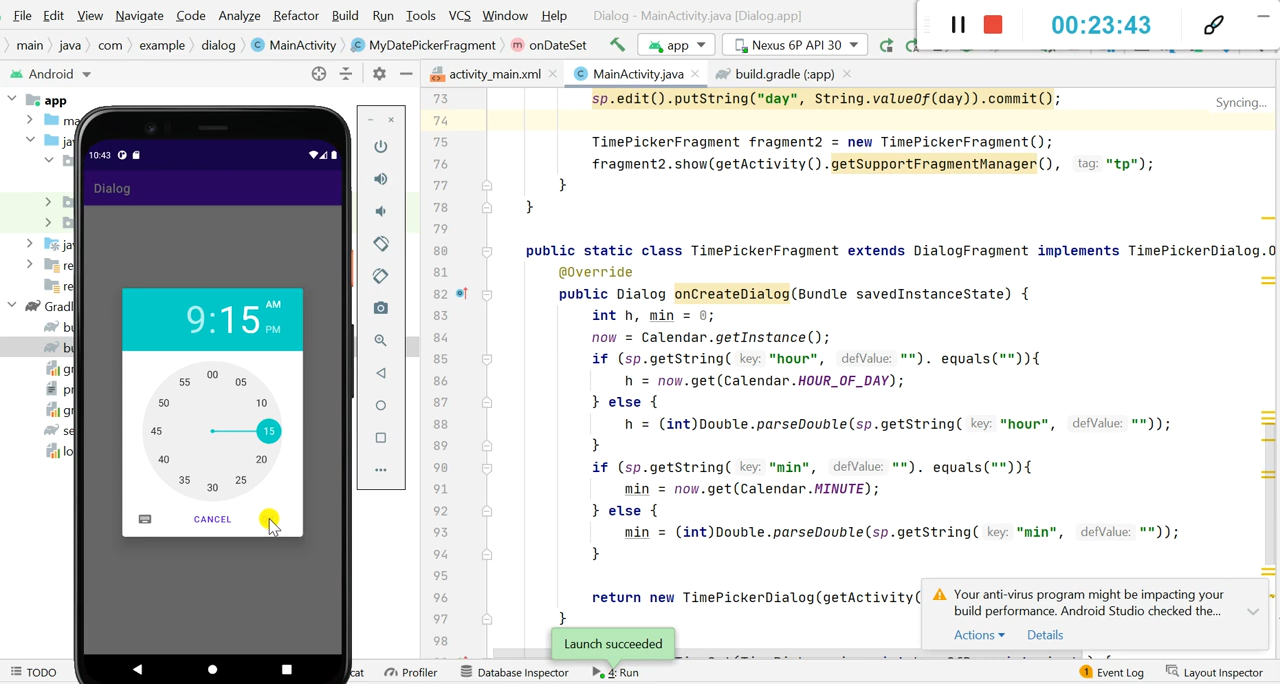 File Edit View Navigate Code Analyze Refactor Build Run Tools VCS Window Help Dialog - MainActivity.java [Dialog.app]
00:23:43
main java com example dialog MainActivity MyDatePickerFragment onDateSet app Nexus 6P API 30
Android activity_main.xml MainActivity.java build.gradle (:app)
app
Gradl
10:43
Dialog
9:15 AM
PM
00
55 05
50 10
45 15
40 20
35 25
30
CANCEL
Syncing...
73 sp.edit().putString("day", String.valueOf(day)).commit();
74
75 TimePickerFragment fragment2 = new TimePickerFragment();
76 fragment2.show(getActivity().getSupportFragmentManager(), tag: "tp");
77 }
78 }
79
80 public static class TimePickerFragment extends DialogFragment implements TimePickerDialog.O
81 @Override
82 public Dialog onCreateDialog(Bundle savedInstanceState) {
83 int h, min = 0;
84 now = Calendar.getInstance();
85 if (sp.getString( key: "hour", defValue: ""). equals("")){
86 h = now.get(Calendar.HOUR_OF_DAY);
87 } else {
88 h = (int)Double.parseDouble(sp.getString( key: "hour", defValue: ""));
89 }
90 if (sp.getString( key: "min", defValue: ""). equals("")){
91 min = now.get(Calendar.MINUTE);
92 } else {
93 min = (int)Double.parseDouble(sp.getString( key: "min", defValue: ""));
94 }
95
96 return new TimePickerDialog(getActivity(
97 }
98
Your anti-virus program might be impacting your
build performance. Android Studio checked the...
Actions Details
Launch succeeded
TODO cat Profiler Database Inspector 4: Run 1 Event Log Layout Inspector